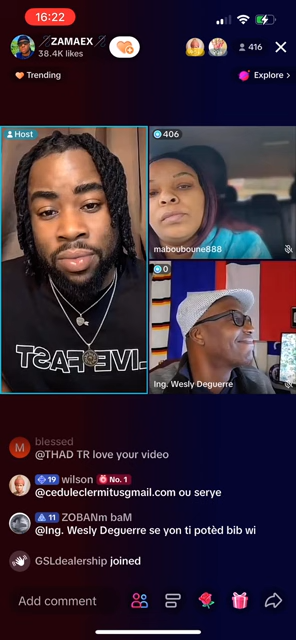 16:22
ZAMAEX
38.4K likes
416
Trending
Explore >
Host
406
mabouboune888
0
Ing. Wesly Deguerre
LIVEFAST
blessed
@THAD TR love your video
19 wilson No. 1
@ceduleclermitusgmail.com ou serye
11 ZOBANm baM
@Ing. Wesly Deguerre se yon ti potèd bib wi
GSLdealership joined
Add comment